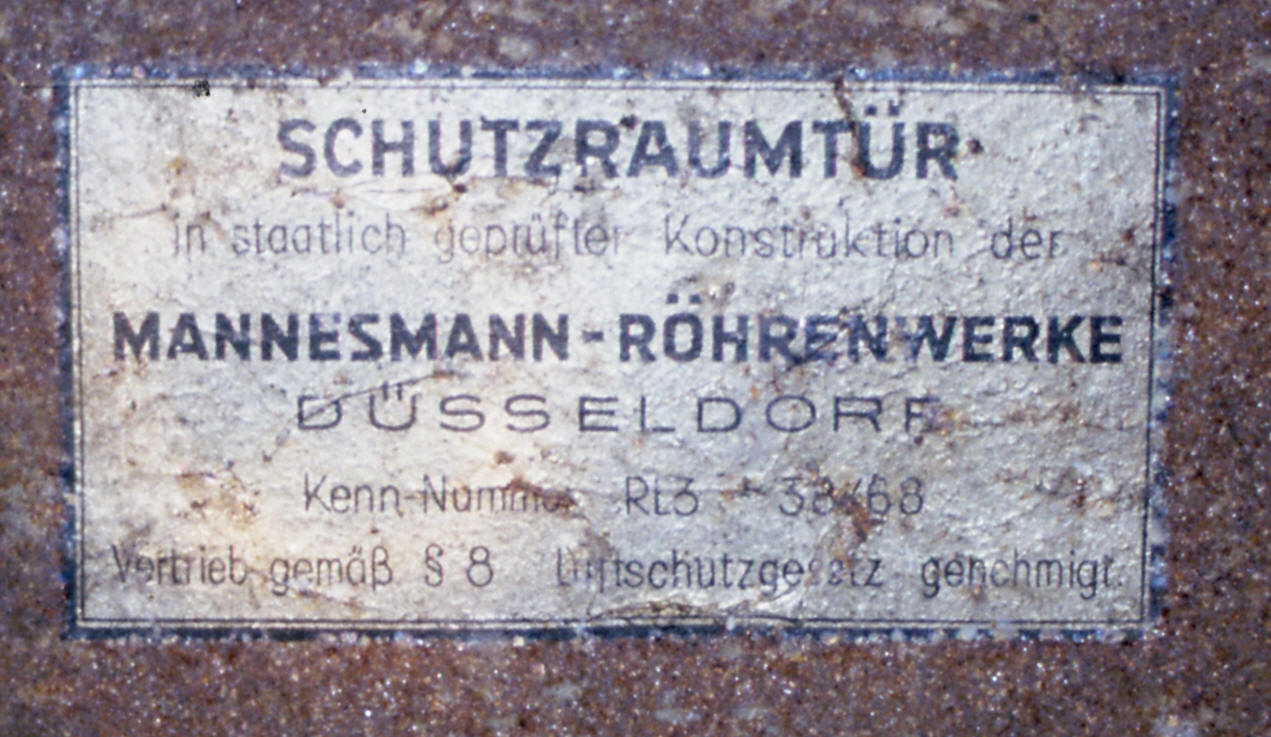 SCHUTZRAUMTÜR
in staatlich geprüfter Konstruktion der
MANNESMANN-RÖHRENWERKE
DÜSSELDORF
Kenn-Nummer RL3 - 38/68
Vertrieb gemäß § 8 Luftschutzgesetz genehmigt.